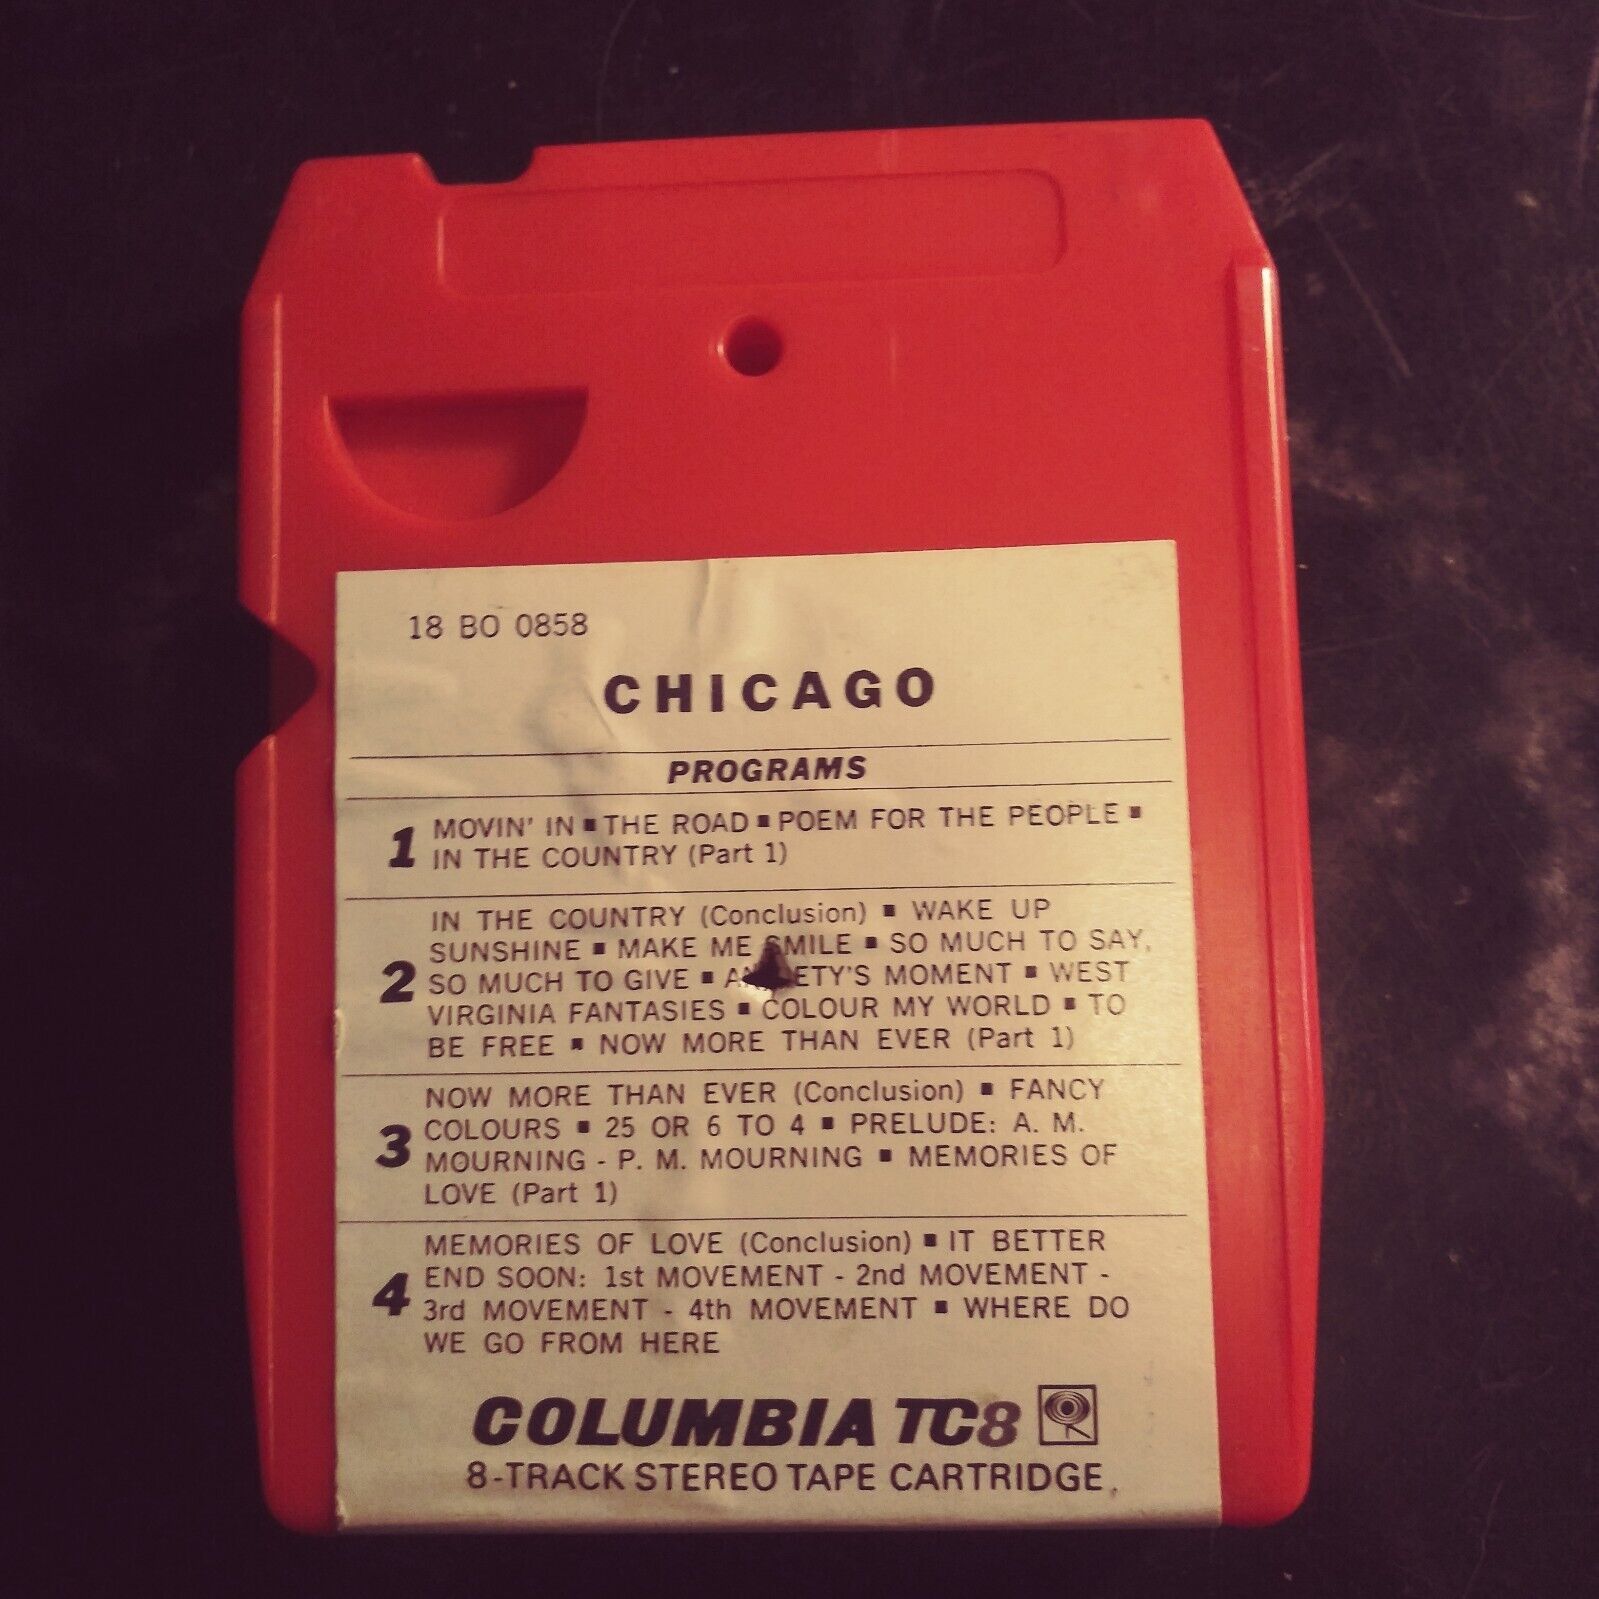 18 BO 0858
CHICAGO
PROGRAMS
1 MOVIN' IN ■ THE ROAD ■ POEM FOR THE PEOPLE ■
IN THE COUNTRY (Part 1)
2 IN THE COUNTRY (Conclusion) ■ WAKE UP
SUNSHINE ■ MAKE ME SMILE ■ SO MUCH TO SAY,
SO MUCH TO GIVE ■ MOMENT ■ WEST
VIRGINIA FANTASIES ■ COLOUR MY WORLD ■ TO
BE FREE ■ NOW MORE THAN EVER (Part 1)
3 NOW MORE THAN EVER (Conclusion) ■ FANCY
COLOURS ■ 25 OR 6 TO 4 ■ PRELUDE: A. M.
MOURNING - P. M. MOURNING ■ MEMORIES OF
LOVE (Part 1)
4 MEMORIES OF LOVE (Conclusion) ■ IT BETTER
END SOON: 1st MOVEMENT - 2nd MOVEMENT -
3rd MOVEMENT - 4th MOVEMENT ■ WHERE DO
WE GO FROM HERE
COLUMBIA TC8
8-TRACK STEREO TAPE CARTRIDGE